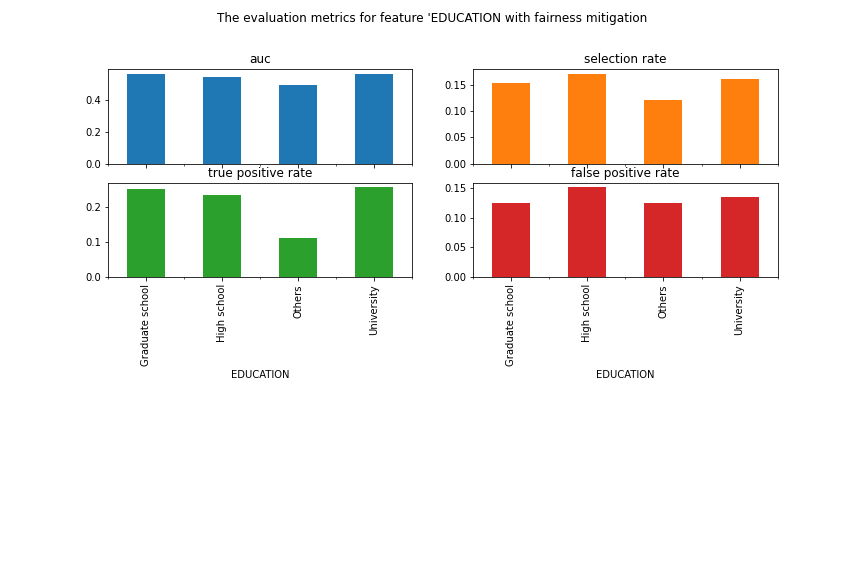 The evaluation metrics for feature 'EDUCATION with fairness mitigation
auc
0.4
0.2
0.0
selection rate
0.15
0.10
0.05
0.00
true positive rate
0.2
0.1
0.0
Graduate school
High school
Others
University
EDUCATION
false positive rate
0.15
0.10
0.05
0.00
Graduate school
High school
Others
University
EDUCATION